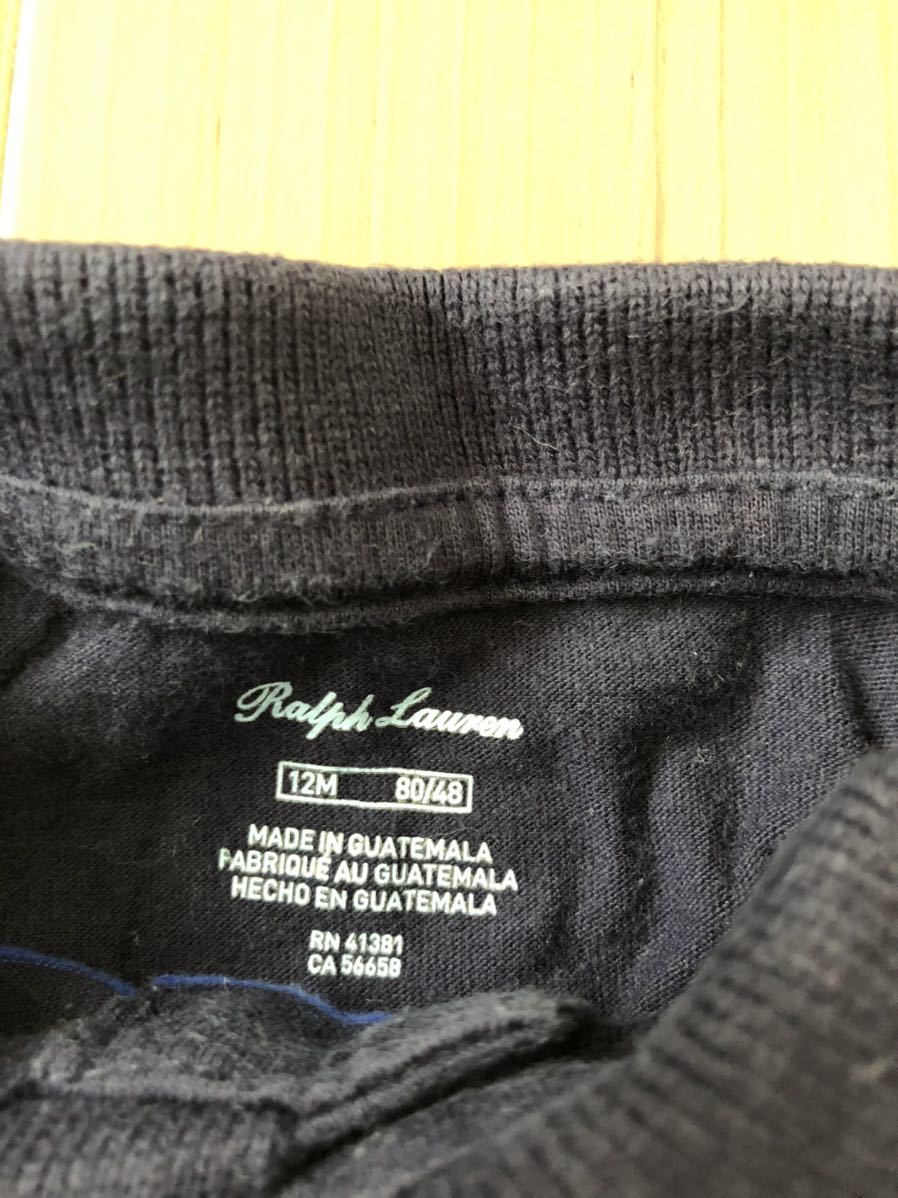 Ralph Lauren
12M 80/48
MADE IN GUATEMALA
FABRIQUÉ AU GUATEMALA
HECHO EN GUATEMALA
RN 41381
CA 56658